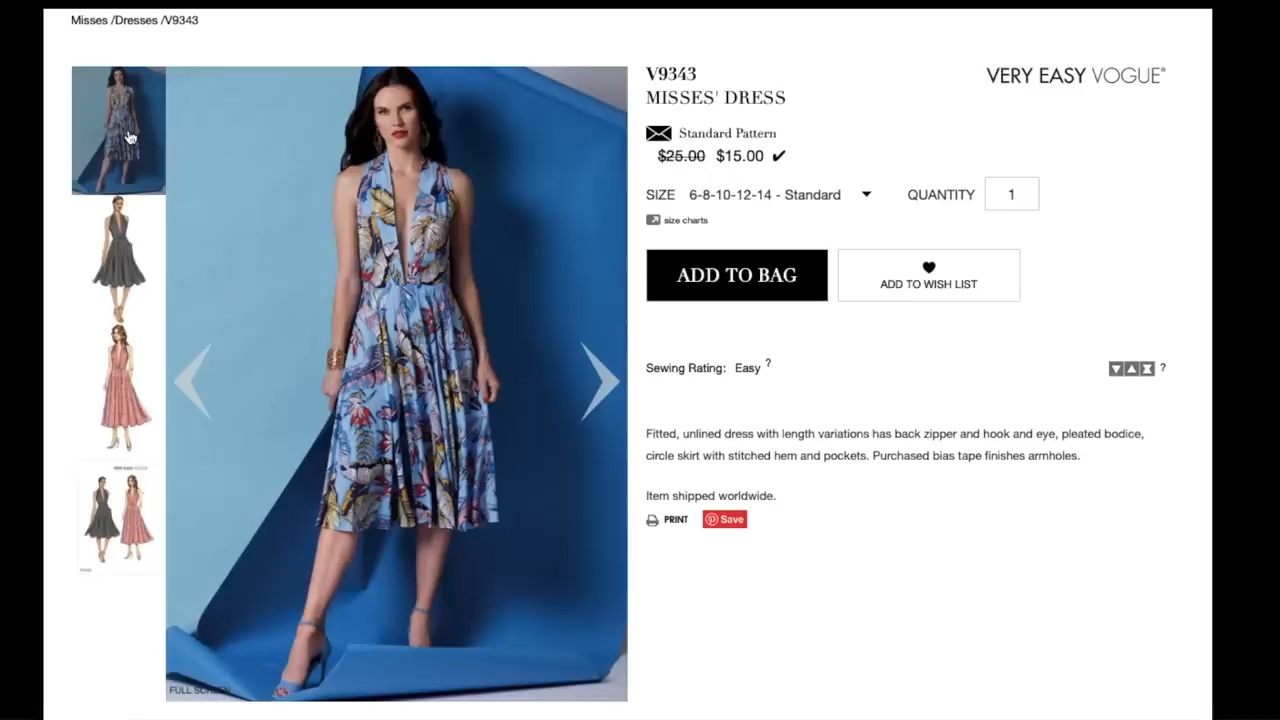 Misses /Dresses /V9343
V9343
VERY EASY VOGUE®
MISSES' DRESS
Standard Pattern
$25.00 $15.00 ✔
SIZE 6-8-10-12-14 - Standard QUANTITY 1
size charts
ADD TO BAG
ADD TO WISH LIST
Sewing Rating: Easy ?
?
Fitted, unlined dress with length variations has back zipper and hook and eye, pleated bodice,
circle skirt with stitched hem and pockets. Purchased bias tape finishes armholes.
Item shipped worldwide.
PRINT Save
VERY EASY VOGUE
FULL SCREEN